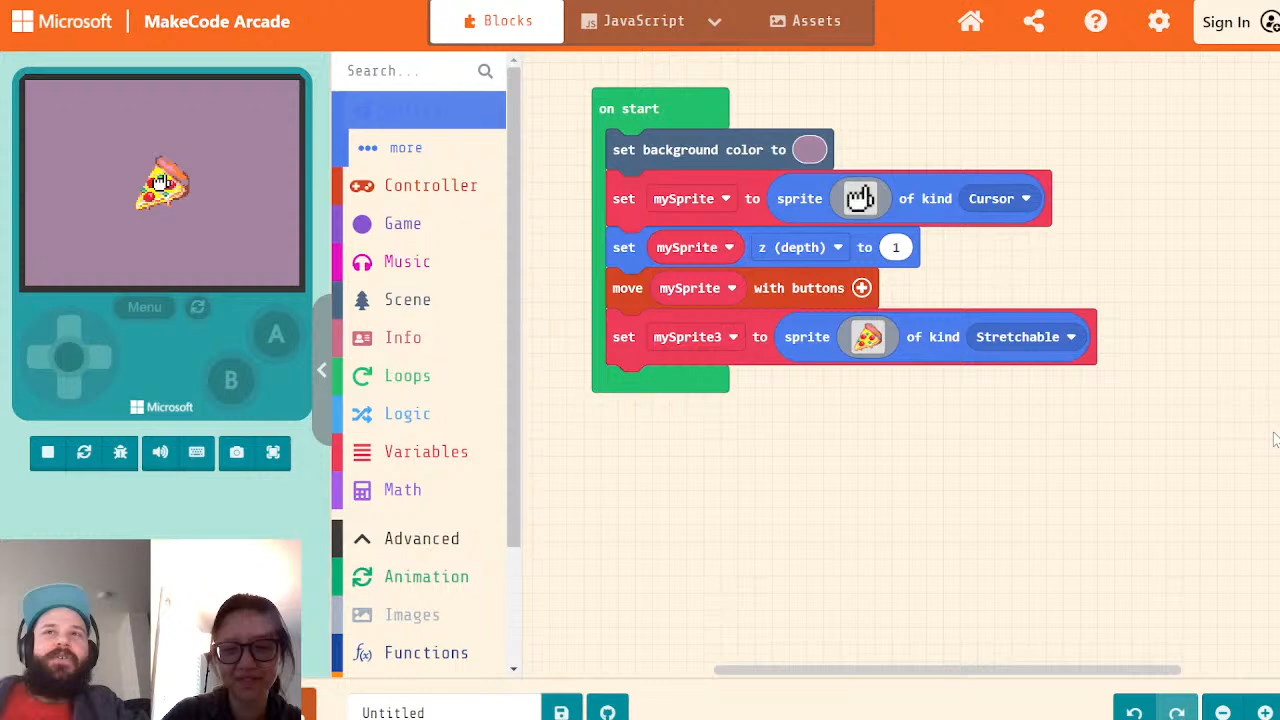 Microsoft
MakeCode Arcade
Blocks
JavaScript
Assets
Sign In
Menu
A
B
Microsoft
Search...
more
Controller
Game
Music
Scene
Info
Loops
Logic
Variables
Math
Advanced
Animation
Images
Functions
on start
set background color to
set mySprite to sprite of kind Cursor
set mySprite z (depth) to 1
move mySprite with buttons
set mySprite3 to sprite of kind Stretchable
Untitled